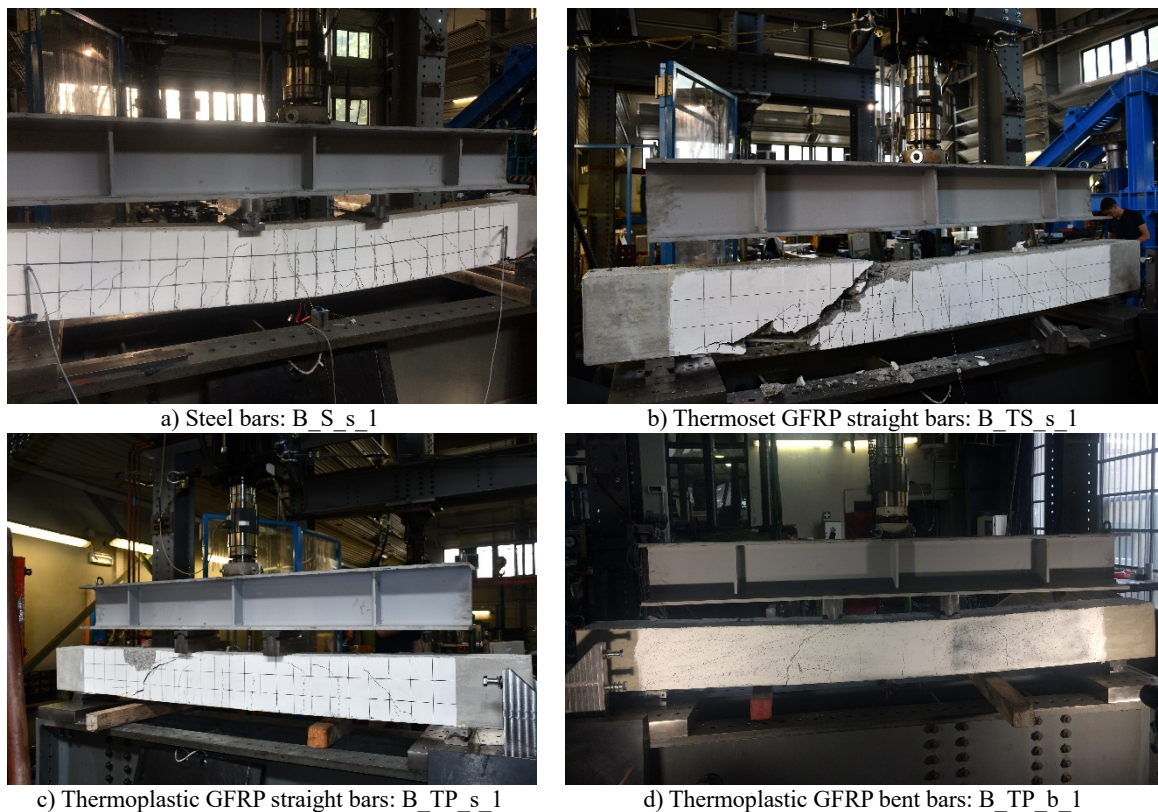 a) Steel bars: B_S_s_1
b) Thermoset GFRP straight bars: B_TS_s_1
c) Thermoplastic GFRP straight bars: B_TP_s_1
d) Thermoplastic GFRP bent bars: B_TP_b_1